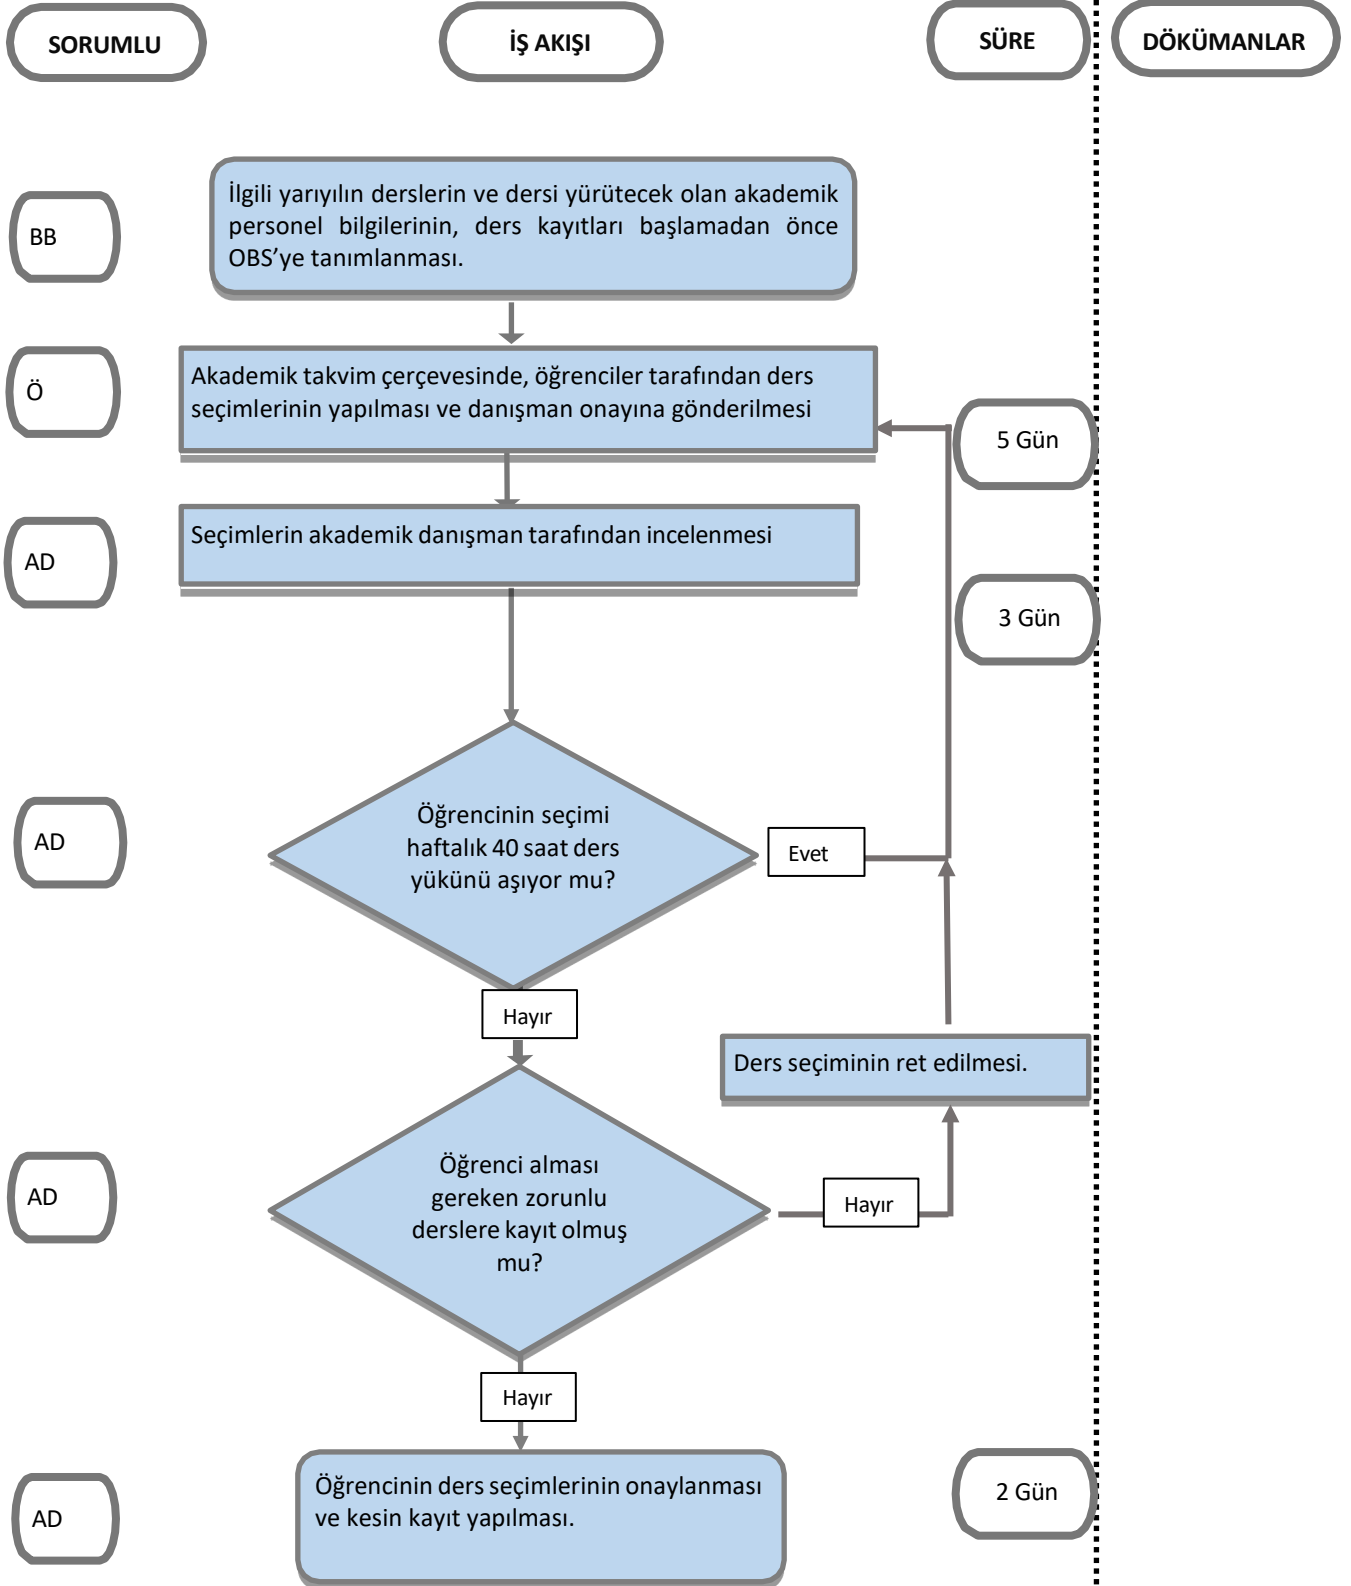 SORUMLU
İŞ AKIŞI
SÜRE
DÖKÜMANLAR
BB
İlgili yarıyılın derslerin ve dersi yürütecek olan akademik
personel bilgilerinin, ders kayıtları başlamadan önce
OBS’ye tanımlanması.
Ö
Akademik takvim çerçevesinde, öğrenciler tarafından ders
seçimlerinin yapılması ve danışman onayına gönderilmesi
5 Gün
AD
Seçimlerin akademik danışman tarafından incelenmesi
3 Gün
AD
Öğrencinin seçimi
haftalık 40 saat ders
yükünü aşıyor mu?
Evet
Hayır
Ders seçiminin ret edilmesi.
AD
Öğrenci alması
gereken zorunlu
derslere kayıt olmuş
mu?
Hayır
Hayır
AD
Öğrencinin ders seçimlerinin onaylanması
ve kesin kayıt yapılması.
2 Gün